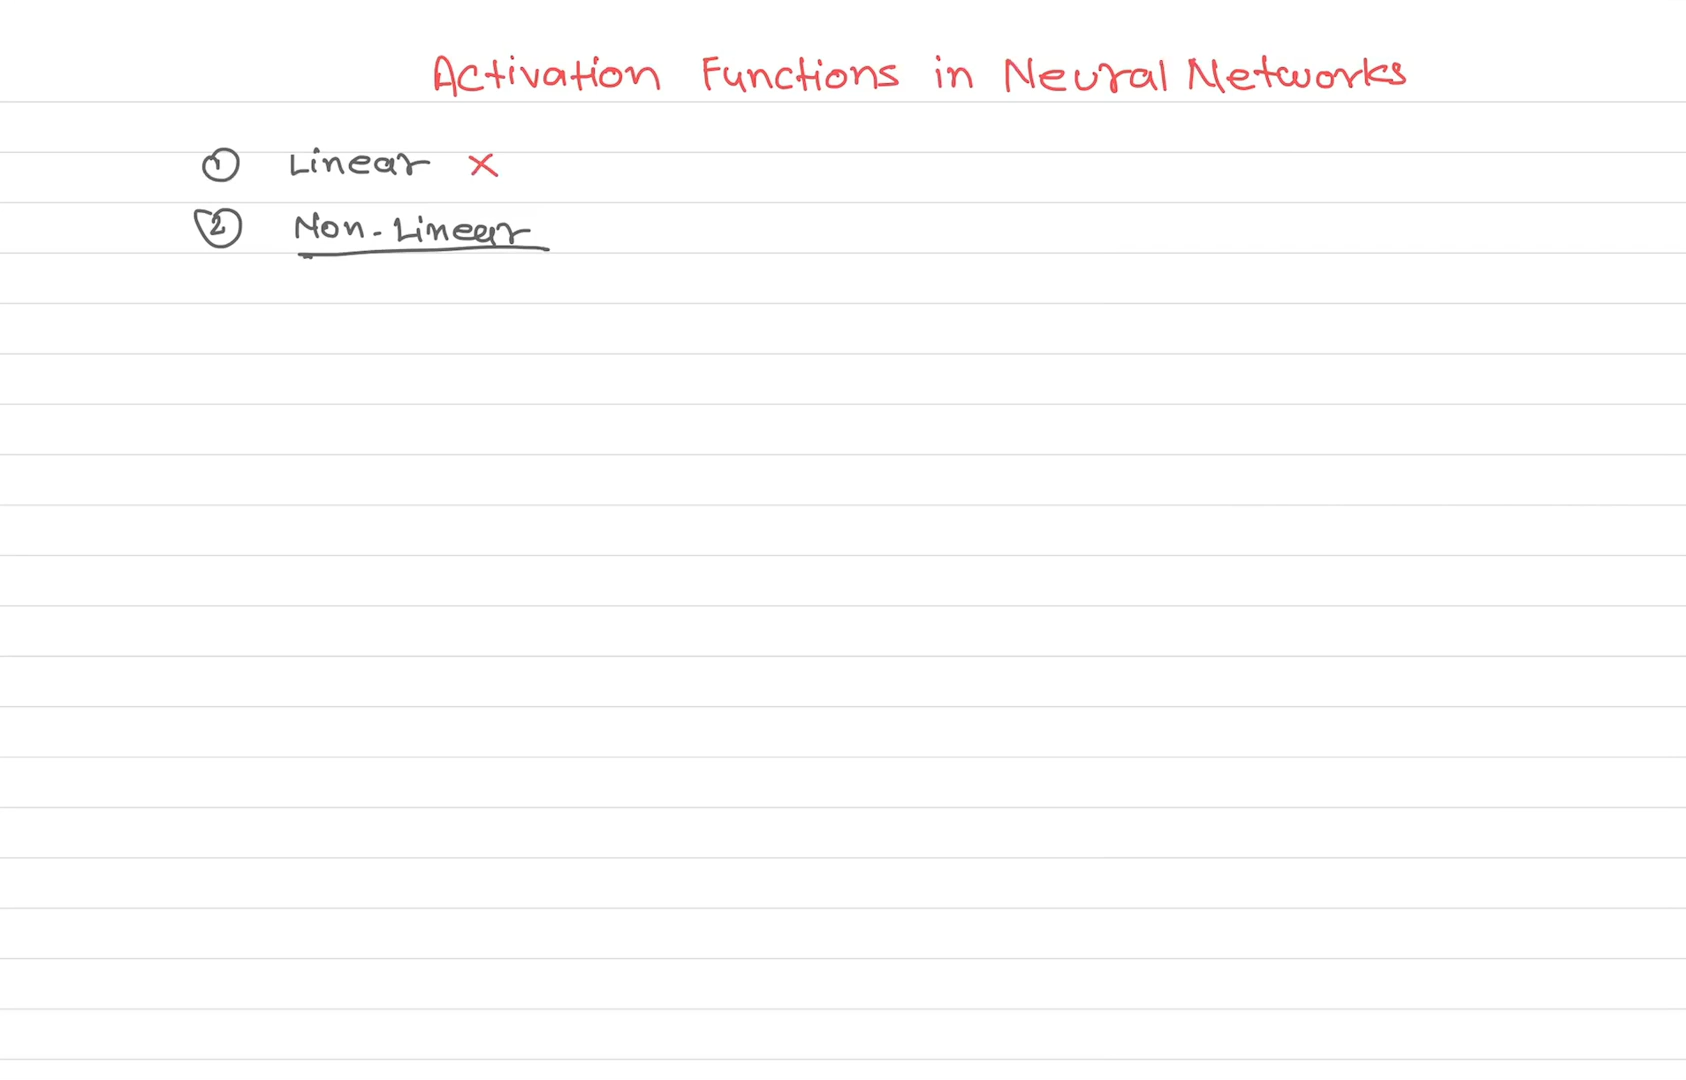 Activation Functions in Neural Networks
① Linear ×
② Non-Linear